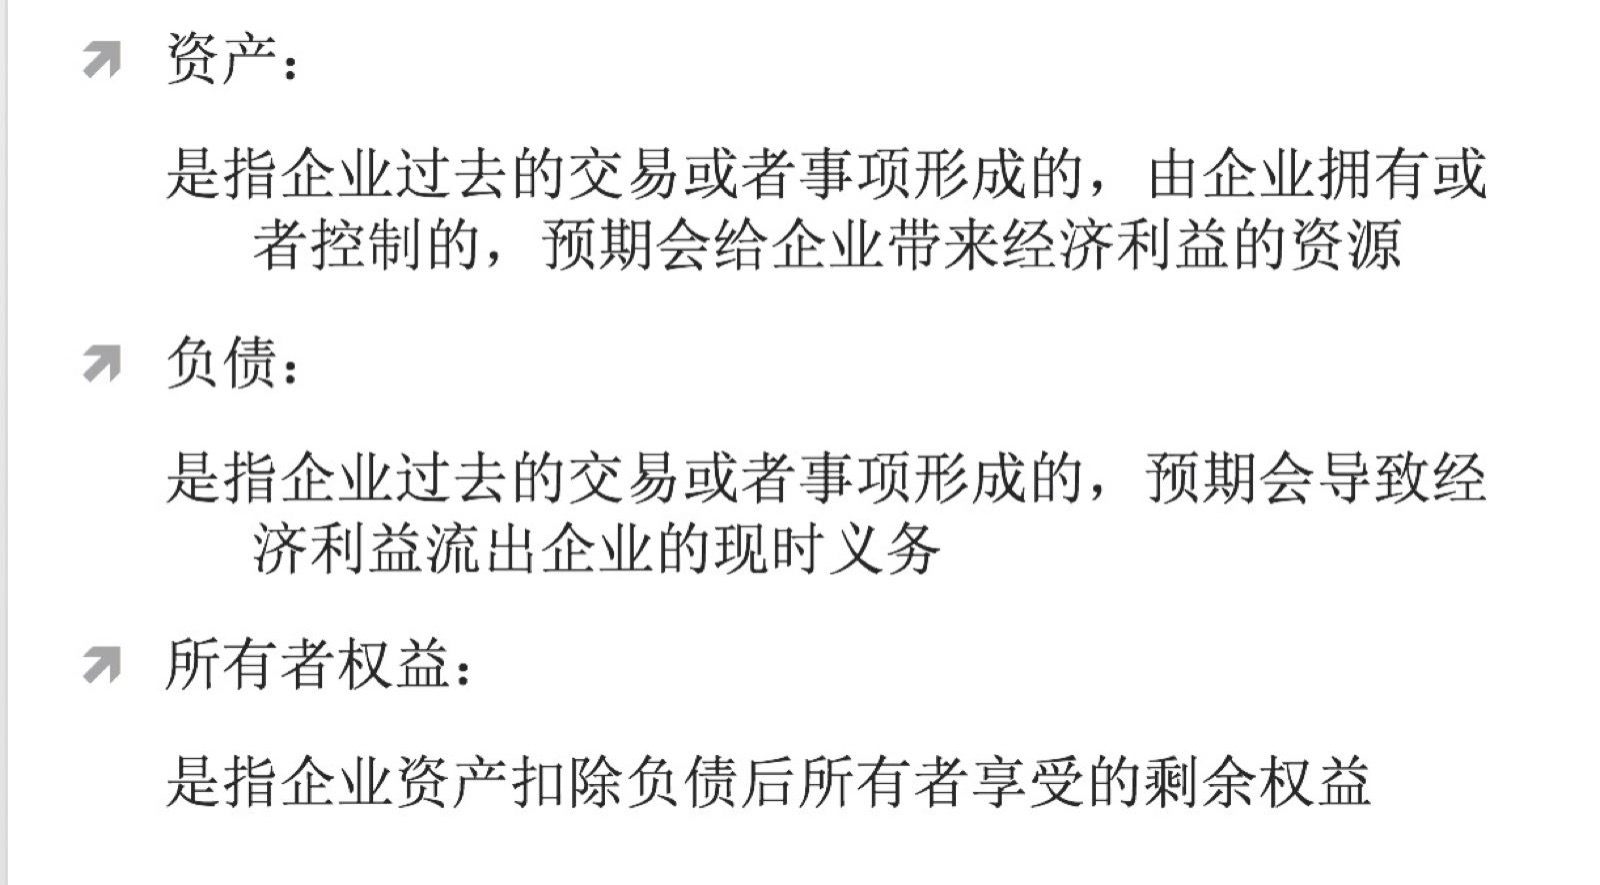 资产：
是指企业过去的交易或者事项形成的，由企业拥有或
者控制的，预期会给企业带来经济利益的资源
负债：
是指企业过去的交易或者事项形成的，预期会导致经
济利益流出企业的现时义务
所有者权益：
是指企业资产扣除负债后所有者享受的剩余权益